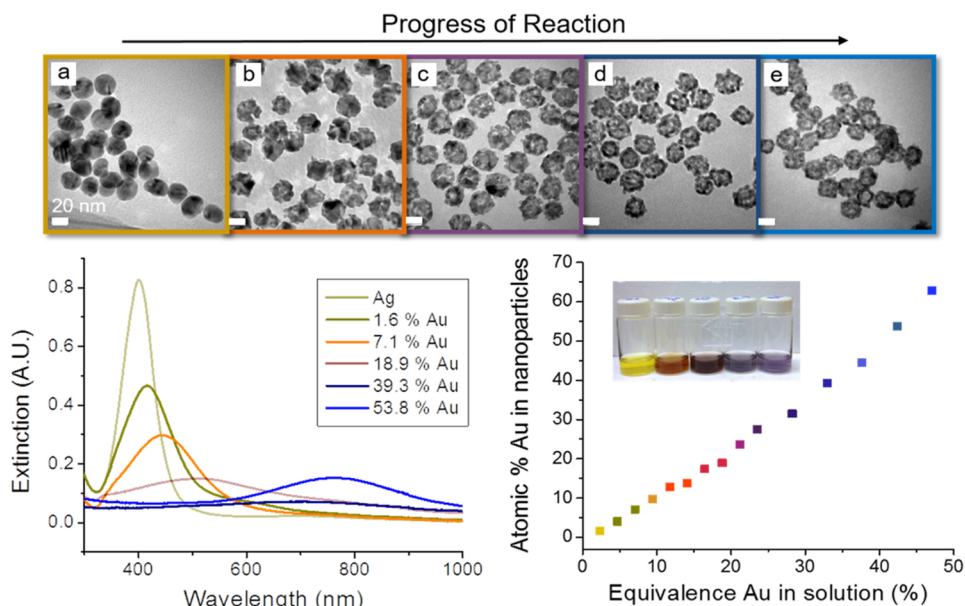 Progress of Reaction
a
b
c
d
e
20 nm
Extinction (A.U.)
0.8
0.6
0.4
0.2
0.0
Ag
1.6 % Au
7.1 % Au
18.9 % Au
39.3 % Au
53.8 % Au
400
600
800
1000
Wavelength (nm)
Atomic % Au in nanoparticles
70
60
50
40
30
20
10
0
0
10
20
30
40
50
Equivalence Au in solution (%)